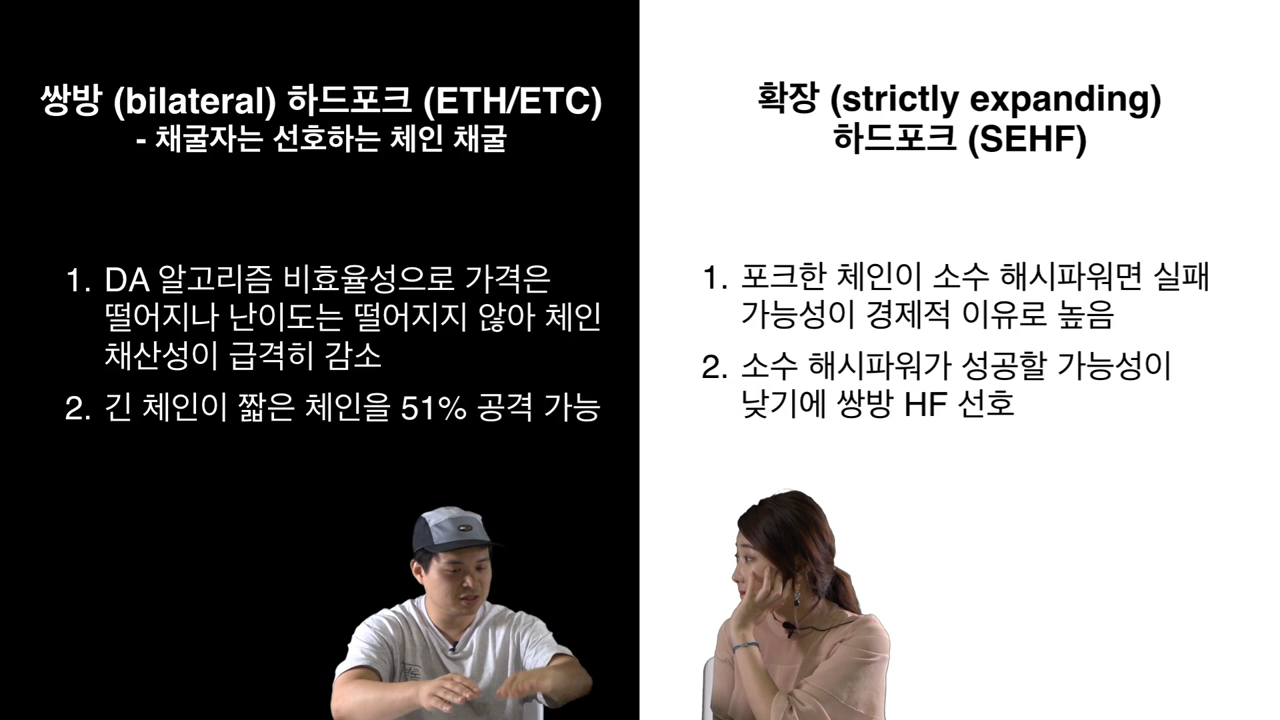 쌍방 (bilateral) 하드포크 (ETH/ETC)
- 채굴자는 선호하는 체인 채굴
1. DA 알고리즘 비효율성으로 가격은
떨어지나 난이도는 떨어지지 않아 체인
채산성이 급격히 감소
2. 긴 체인이 짧은 체인을 51% 공격 가능
확장 (strictly expanding)
하드포크 (SEHF)
1. 포크한 체인이 소수 해시파워면 실패
가능성이 경제적 이유로 높음
2. 소수 해시파워가 성공할 가능성이
낮기에 쌍방 HF 선호